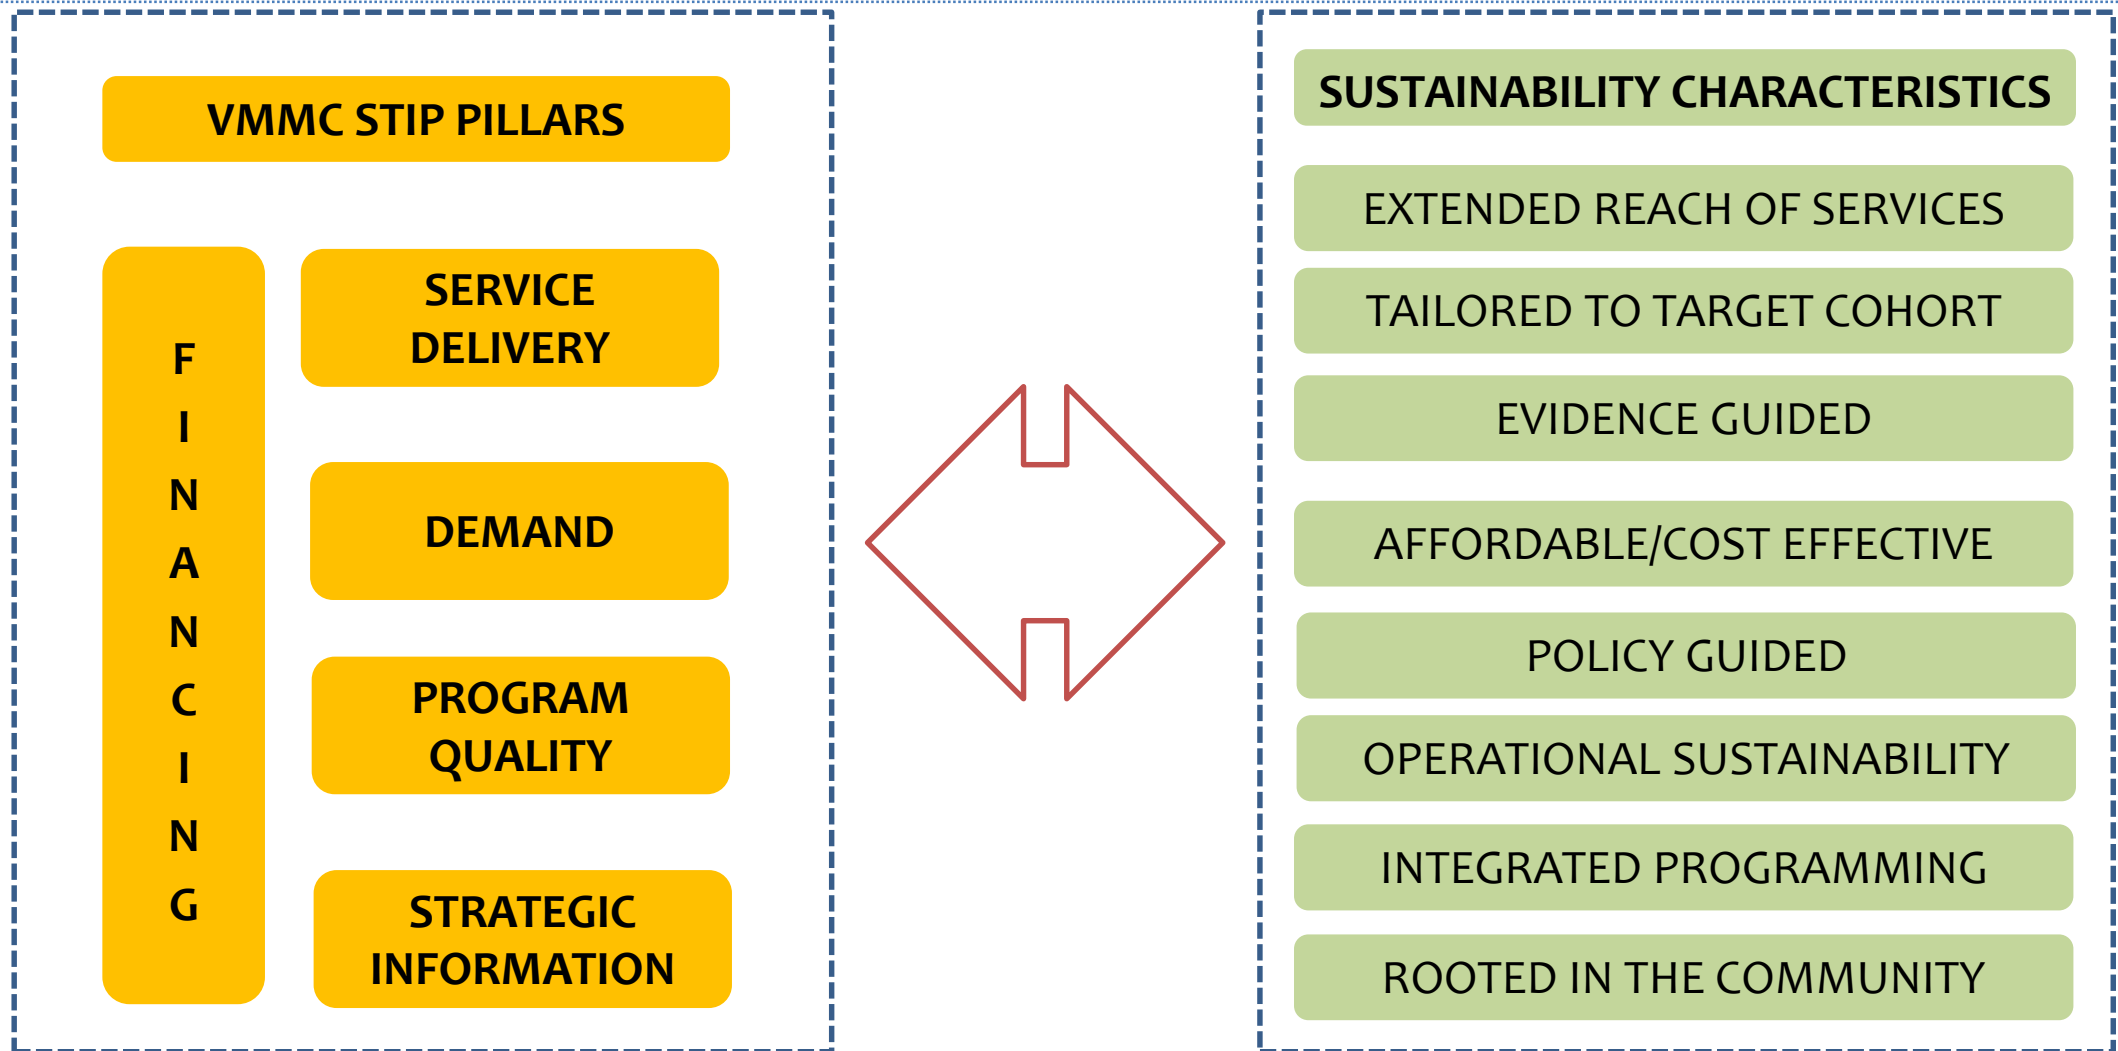 VMMC STIP PILLARS
F
I
N
A
N
C
I
N
G
SERVICE
DELIVERY
DEMAND
PROGRAM
QUALITY
STRATEGIC
INFORMATION
SUSTAINABILITY CHARACTERISTICS
EXTENDED REACH OF SERVICES
TAILORED TO TARGET COHORT
EVIDENCE GUIDED
AFFORDABLE/COST EFFECTIVE
POLICY GUIDED
OPERATIONAL SUSTAINABILITY
INTEGRATED PROGRAMMING
ROOTED IN THE COMMUNITY